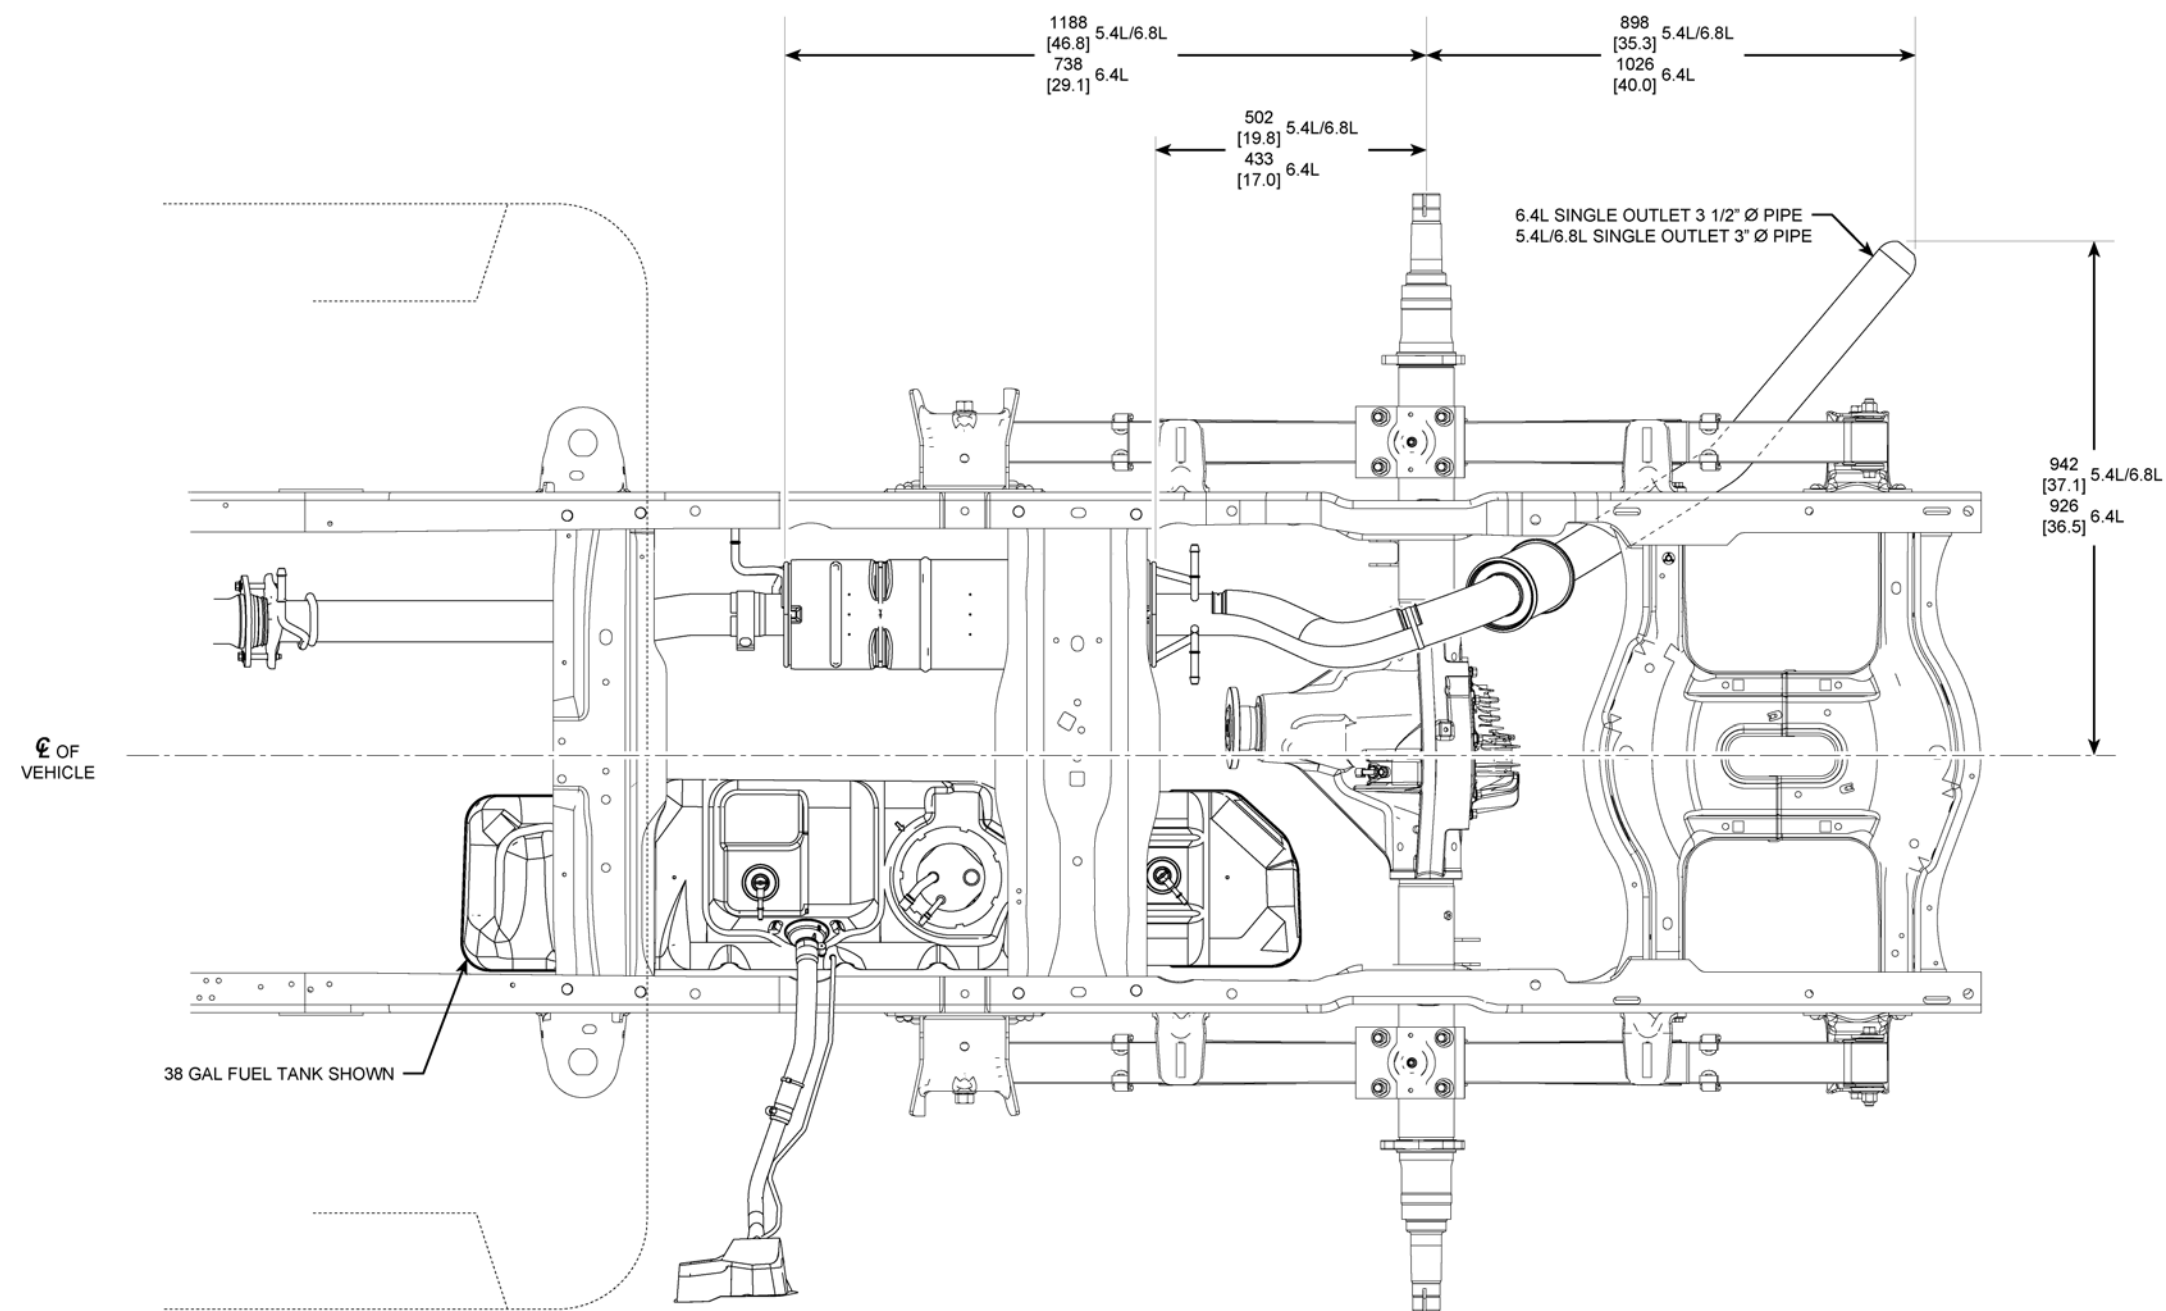 1188
[46.8] 5.4L/6.8L
738
[29.1] 6.4L
898
[35.3] 5.4L/6.8L
1026
[40.0] 6.4L
502
[19.8] 5.4L/6.8L
433
[17.0] 6.4L
6.4L SINGLE OUTLET 3 1/2" Ø PIPE
5.4L/6.8L SINGLE OUTLET 3" Ø PIPE
942
[37.1] 5.4L/6.8L
926
[36.5] 6.4L
℄ OF
VEHICLE
38 GAL FUEL TANK SHOWN